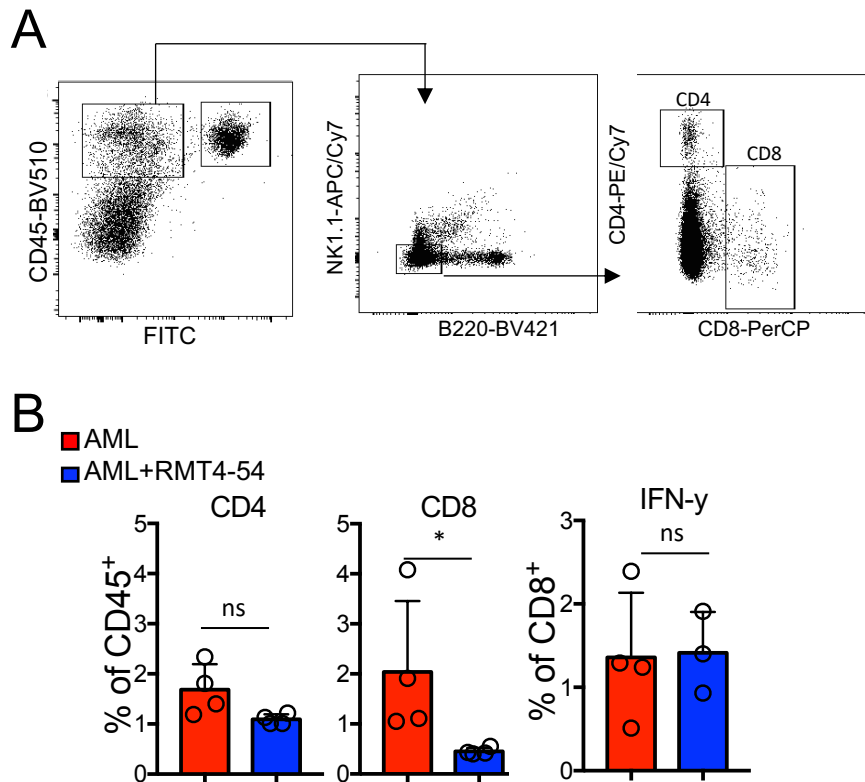 A
CD45-BV510
FITC
NK1.1-APC/Cy7
B220-BV421
CD4-PE/Cy7
CD4
CD8
CD8-PerCP
B
AML
AML+RMT4-54
CD4
% of CD45+
5
4
3
2
1
0
ns
CD8
5
4
3
2
1
0
*
IFN-y
% of CD8+
3
2
1
0
ns